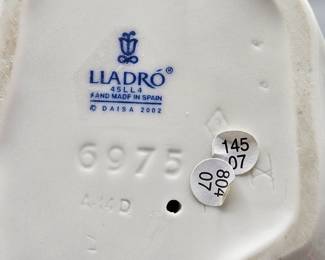 LLADRÓ®
45LL4
HAND MADE IN SPAIN
© DAISA 2002
6975
145
07
804
07